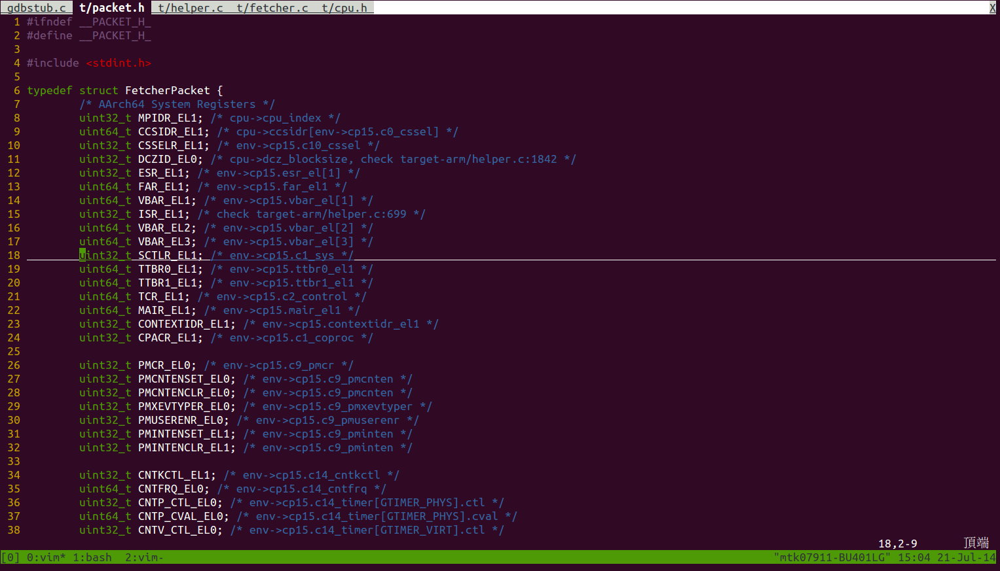 gdbstub.c t/packet.h t/helper.c t/fetcher.c t/cpu.h X
1 #ifndef __PACKET_H_
2 #define __PACKET_H_
3
4 #include <stdint.h>
5
6 typedef struct FetcherPacket {
7 /* AArch64 System Registers */
8 uint32_t MPIDR_EL1; /* cpu->cpu_index */
9 uint64_t CCSIDR_EL1; /* cpu->ccsidr[env->cp15.c0_cssel] */
10 uint32_t CSSELR_EL1; /* env->cp15.c10_cssel */
11 uint32_t DCZID_EL0; /* cpu->dcz_blocksize, check target-arm/helper.c:1842 */
12 uint32_t ESR_EL1; /* env->cp15.esr_el[1] */
13 uint64_t FAR_EL1; /* env->cp15.far_el1 */
14 uint64_t VBAR_EL1; /* env->cp15.vbar_el[1] */
15 uint32_t ISR_EL1; /* check target-arm/helper.c:699 */
16 uint64_t VBAR_EL2; /* env->cp15.vbar_el[2] */
17 uint64_t VBAR_EL3; /* env->cp15.vbar_el[3] */
18 uint32_t SCTLR_EL1; /* env->cp15.c1_sys */
19 uint64_t TTBR0_EL1; /* env->cp15.ttbr0_el1 */
20 uint64_t TTBR1_EL1; /* env->cp15.ttbr1_el1 */
21 uint64_t TCR_EL1; /* env->cp15.c2_control */
22 uint64_t MAIR_EL1; /* env->cp15.mair_el1 */
23 uint32_t CONTEXTIDR_EL1; /* env->cp15.contextidr_el1 */
24 uint32_t CPACR_EL1; /* env->cp15.c1_coproc */
25
26 uint32_t PMCR_EL0; /* env->cp15.c9_pmcr */
27 uint32_t PMCNTENSET_EL0; /* env->cp15.c9_pmcnten */
28 uint32_t PMCNTENCLR_EL0; /* env->cp15.c9_pmcnten */
29 uint32_t PMXEVTYPER_EL0; /* env->cp15.c9_pmxevtyper */
30 uint32_t PMUSERENR_EL0; /* env->cp15.c9_pmuserenr */
31 uint32_t PMINTENSET_EL1; /* env->cp15.c9_pminten */
32 uint32_t PMINTENCLR_EL1; /* env->cp15.c9_pminten */
33
34 uint32_t CNTKCTL_EL1; /* env->cp15.c14_cntkctl */
35 uint64_t CNTFRQ_EL0; /* env->cp15.c14_cntfrq */
36 uint32_t CNTP_CTL_EL0; /* env->cp15.c14_timer[GTIMER_PHYS].ctl */
37 uint64_t CNTP_CVAL_EL0; /* env->cp15.c14_timer[GTIMER_PHYS].cval */
38 uint32_t CNTV_CTL_EL0; /* env->cp15.c14_timer[GTIMER_VIRT].ctl */
18,2-9 頂端
[0] 0:vim* 1:bash 2:vim- "mtk07911-BU401LG" 15:04 21-Jul-14